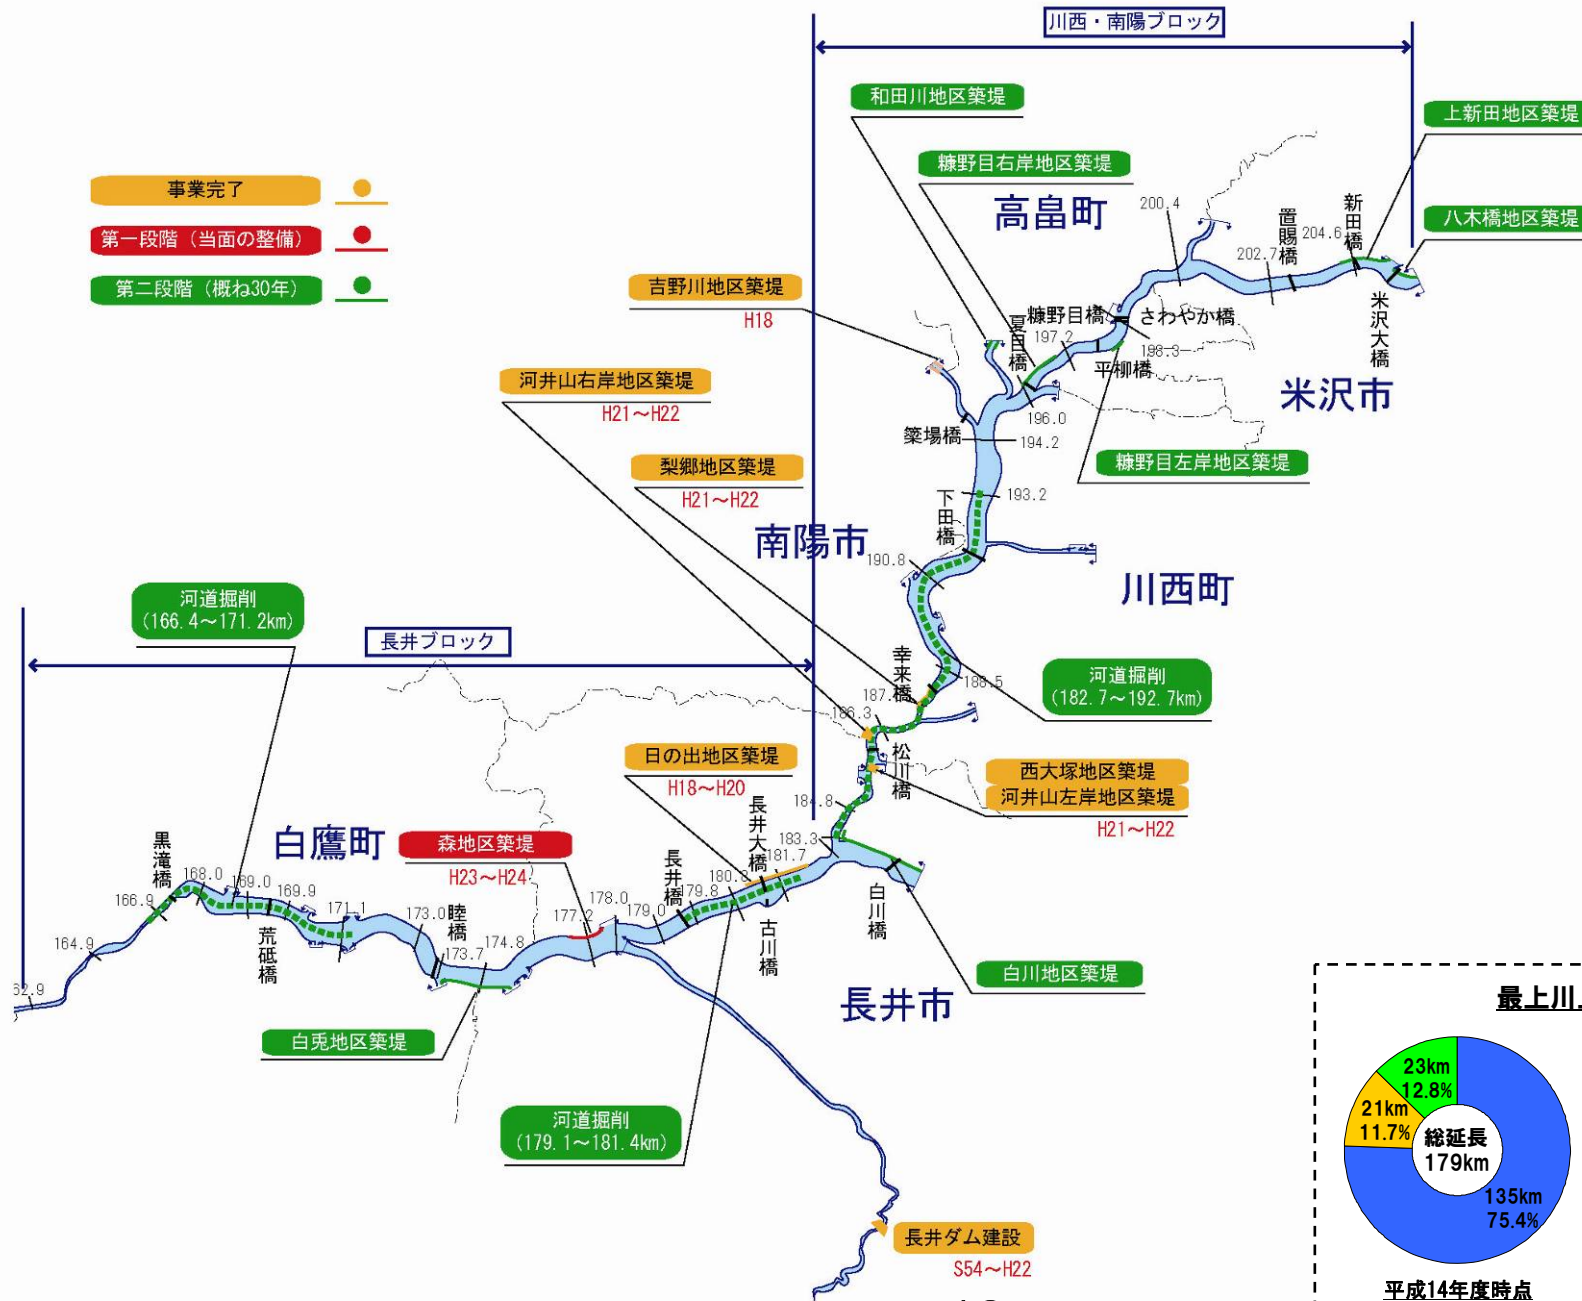 川西・南陽ブロック
和田川地区築堤
上新田地区築堤
糠野目右岸地区築堤
高畠町
200.4
新田橋
置賜橋
204.6
八木橋地区築堤
202.7
事業完了
第一段階（当面の整備）
第二段階（概ね30年）
吉野川地区築堤
H18
夏目橋
糠野目橋
さわやか橋
197.2
198.3
平柳橋
米沢大橋
米沢市
河井山右岸地区築堤
H21～H22
196.0
築場橋
194.2
梨郷地区築堤
H21～H22
糠野目左岸地区築堤
下田橋
193.2
南陽市
190.8
川西町
河道掘削
(166.4～171.2km)
長井ブロック
幸来橋
188.5
河道掘削
(182.7～192.7km)
187.
186.3
松川橋
日の出地区築堤
H18～H20
西大塚地区築堤
河井山左岸地区築堤
H21～H22
184.8
183.3
長井大橋
181.7
黒滝橋
白鷹町
森地区築堤
H23～H24
長井橋
180.8
179.8
168.0
169.0
169.9
166.9
171.1
173.0
睦橋
177.2
178.0
179.0
古川橋
白川橋
164.9
荒砥橋
173.7
174.8
白川地区築堤
62.9
長井市
白兎地区築堤
最上川
河道掘削
(179.1～181.4km)
23km
12.8%
21km
11.7%
総延長
179km
135km
75.4%
長井ダム建設
S54～H22
平成14年度時点